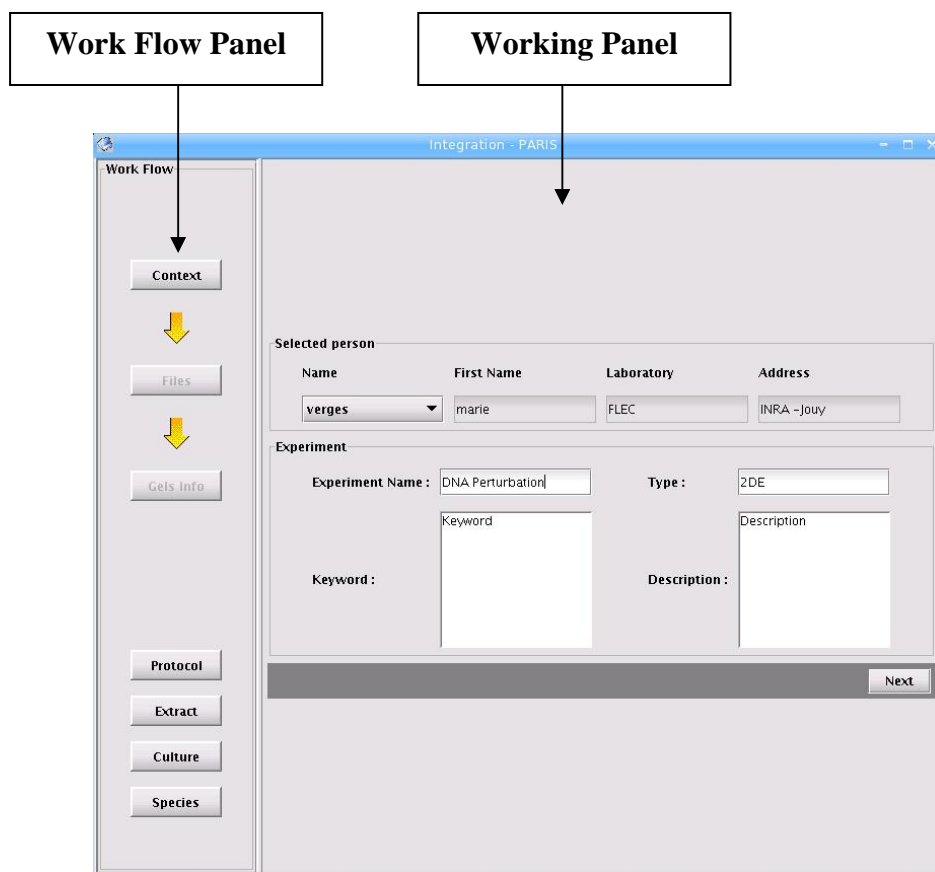 Work Flow Panel
Working Panel
Integration - PARIS
Work Flow
Context
Files
Gels Info
Protocol
Extract
Culture
Species
Selected person
Name First Name Laboratory Address
verges marie FLEC INRA -Jouy
Experiment
Experiment Name : DNA Perturbation Type : 2DE
Keyword : Keyword Description : Description
Next